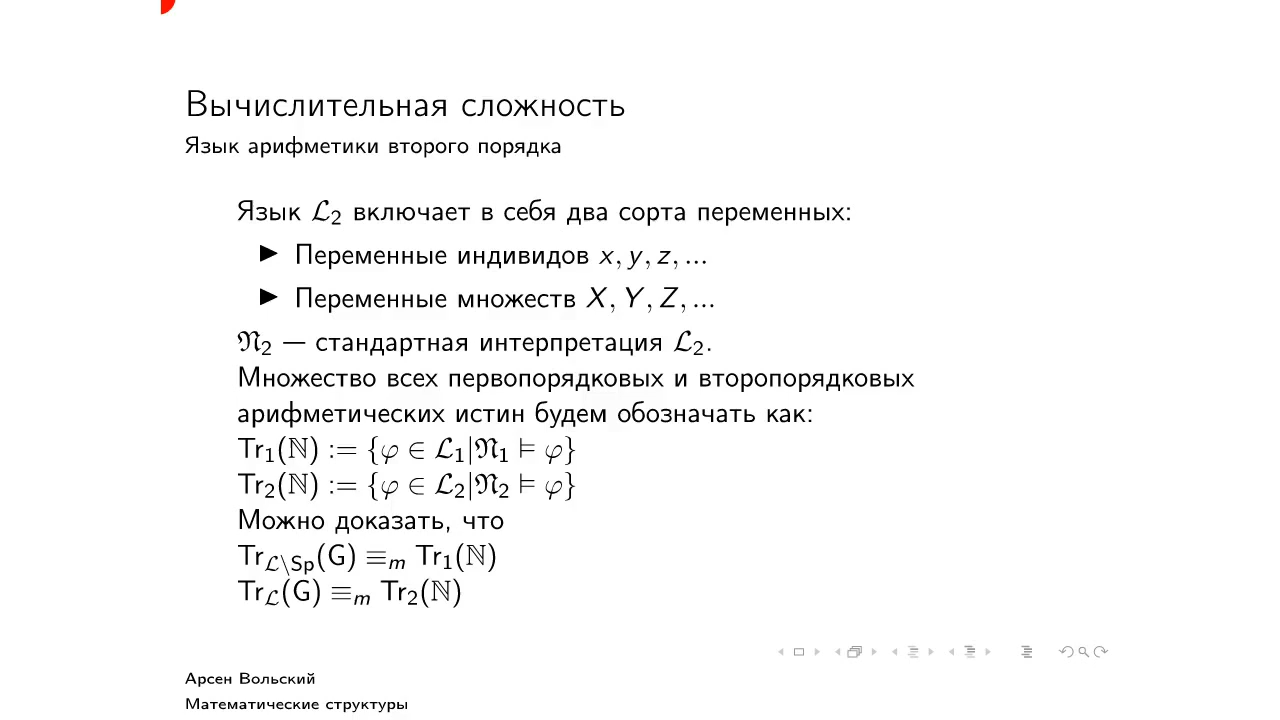 Вычислительная сложность
Язык арифметики второго порядка
Язык ℒ₂ включает в себя два сорта переменных:
▶ Переменные индивидов x, y, z, ...
▶ Переменные множеств X, Y, Z, ...
𝔑₂ — стандартная интерпретация ℒ₂.
Множество всех первопорядковых и второпорядковых
арифметических истин будем обозначать как:
Tr₁(ℕ) := {φ ∈ ℒ₁|𝔑₁ ⊨ φ}
Tr₂(ℕ) := {φ ∈ ℒ₂|𝔑₂ ⊨ φ}
Можно доказать, что
Tr_{ℒ\Sp}(G) ≡ₘ Tr₁(ℕ)
Tr_ℒ(G) ≡ₘ Tr₂(ℕ)
Арсен Вольский
Математические структуры